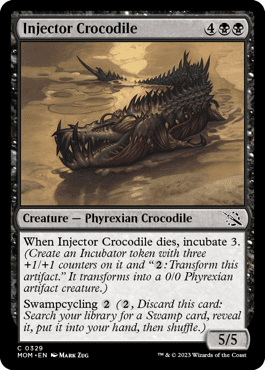 Injector Crocodile 4
Creature — Phyrexian Crocodile
When Injector Crocodile dies, incubate 3.
(Create an Incubator token with three
+1/+1 counters on it and “2: Transform this
artifact.” It transforms into a 0/0 Phyrexian
artifact creature.)
Swampcycling 2 (2, Discard this card:
Search your library for a Swamp card, reveal
it, put it into your hand, then shuffle.)
5/5
C 0329
MOM • EN MARK ZUG
™ & © 2023 Wizards of the Coast